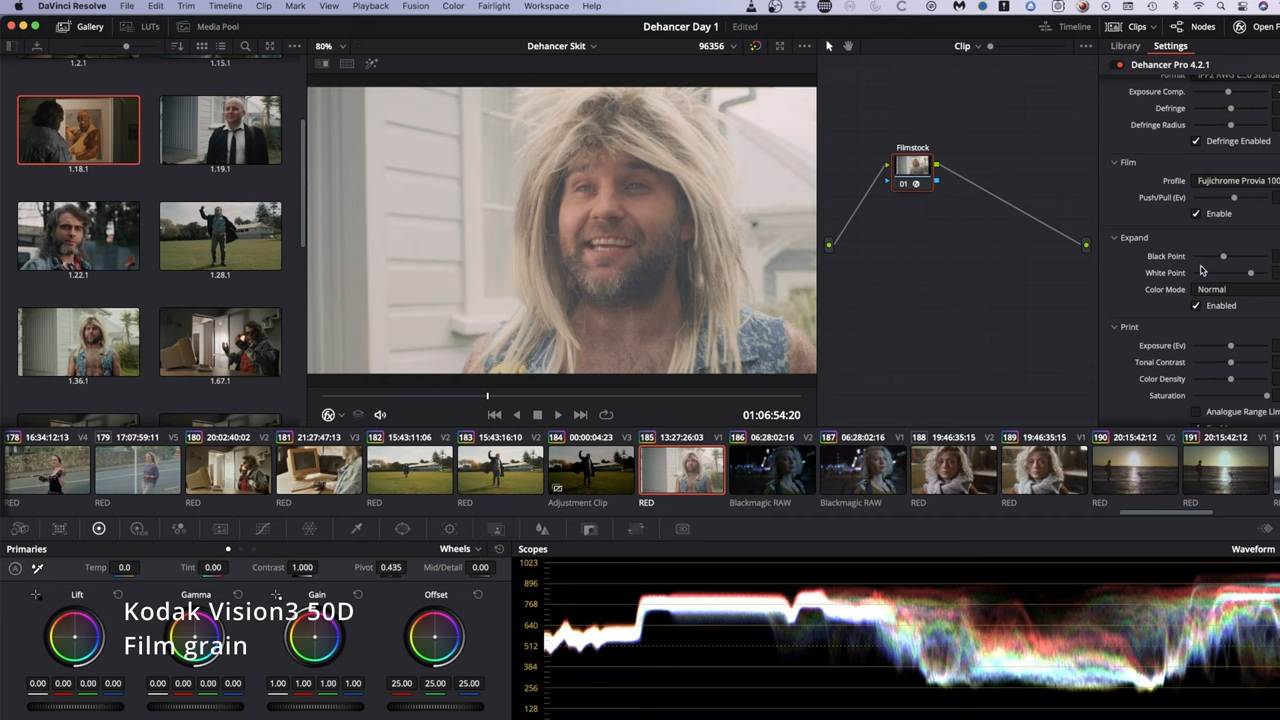 DaVinci Resolve File Edit Trim Timeline Clip Mark View Playback Fusion Color Fairlight Workspace Help
Gallery LUTs Media Pool Dehancer Day 1 Edited Timeline Clips Nodes Open F
80% Dehancer Skit 96356 Clip Library Settings
Dehancer Pro 4.2.1
1.2.1 1.15.1
Exposure Comp.
Defringe
Defringe Radius
Defringe Enabled
Filmstock
01
Film
1.18.1 1.19.1
Profile Fujichrome Provia 100
Push/Pull (Ev)
Enable
Expand
Black Point
White Point
1.22.1 1.28.1
Color Mode Normal
Enabled
Print
Exposure (Ev)
Tonal Contrast
Color Density
1.36.1 1.67.1
Saturation
Analogue Range Lim
01:06:54:20
178 16:34:12:13 V4 179 17:07:59:11 V5 180 20:02:40:02 V2 181 21:27:47:13 V3 182 15:43:11:06 V2 183 15:43:16:10 V2 184 00:00:04:23 V3 185 13:27:26:03 V1 186 06:28:02:16 V2 187 06:28:02:16 V1 188 19:46:35:15 V2 189 19:46:35:15 V1 190 20:15:42:12 V2 191 20:15:42:12 V1
RED RED RED RED RED RED Adjustment Clip RED Blackmagic RAW Blackmagic RAW RED RED RED RED
Primaries Wheels Scopes Waveform
Temp 0.0 Tint 0.00 Contrast 1.000 Pivot 0.435 Mid/Detail 0.00
Lift Gamma Gain Offset
Kodak Vision3 50D
Film grain
0.00 0.00 0.00 0.00 0.00 0.00 0.00 0.00 1.00 1.00 1.00 1.00 25.00 25.00 25.00
1023
896
768
640
512
384
256
128